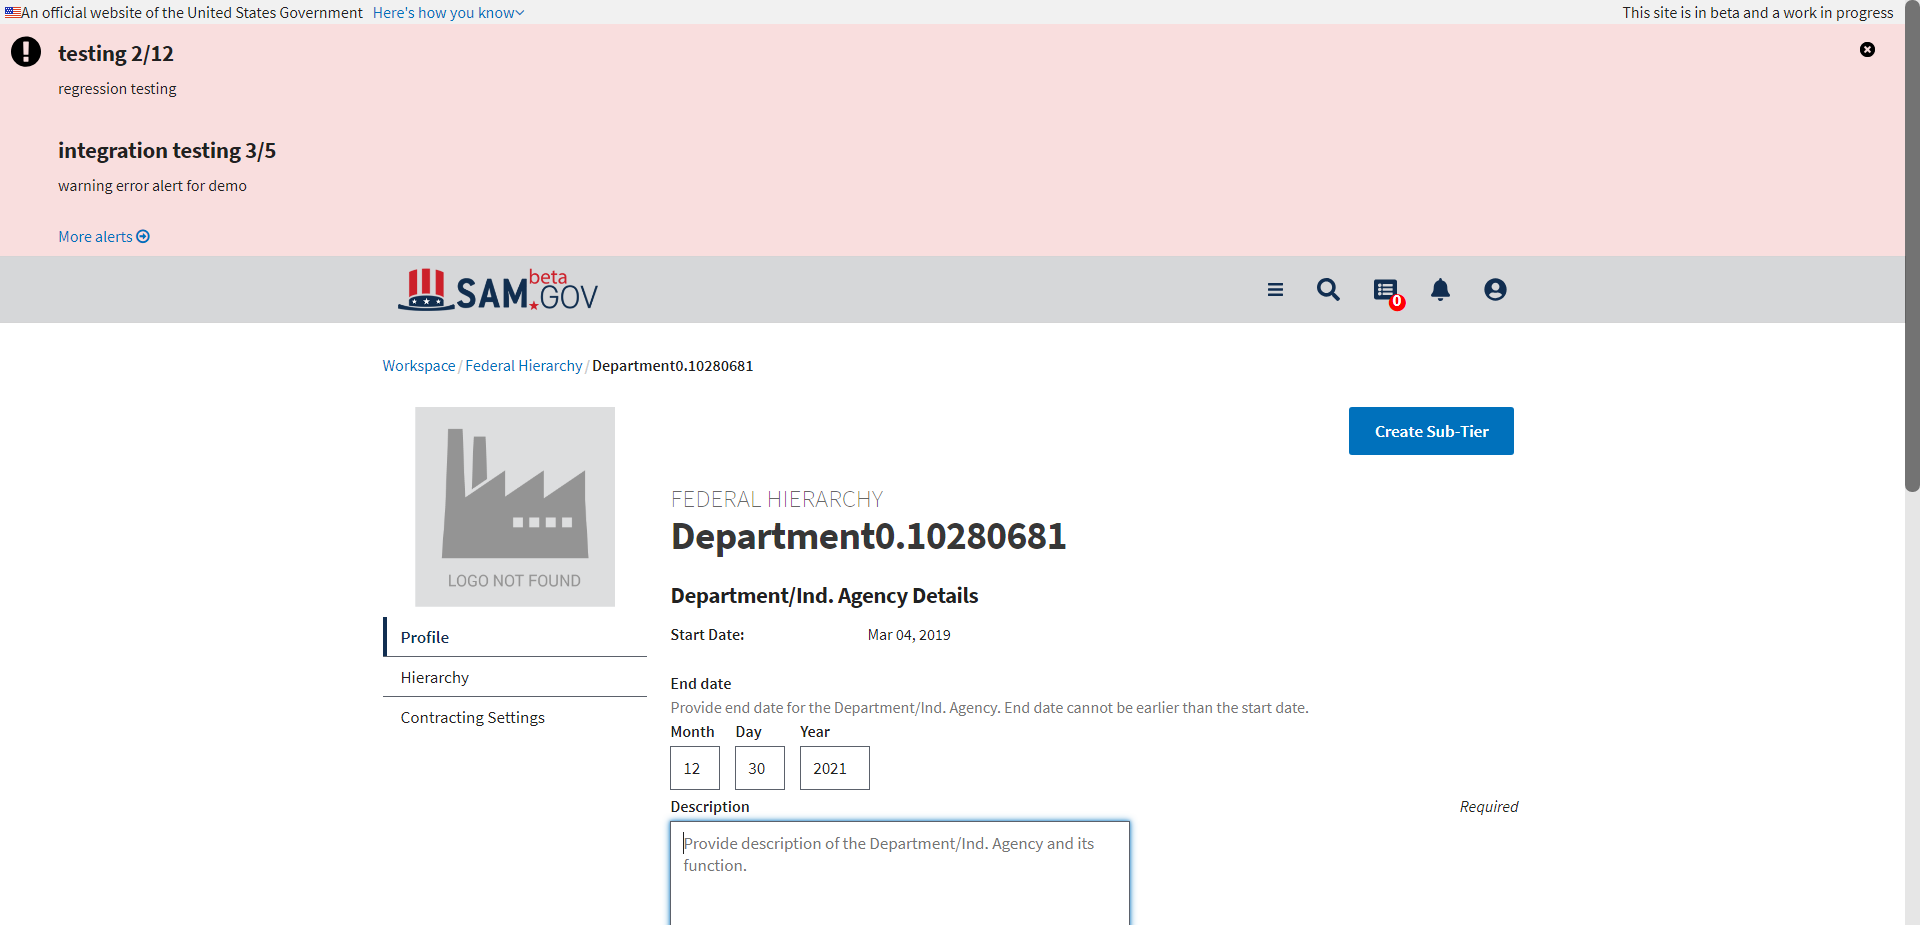 An official website of the United States Government Here's how you know
This site is in beta and a work in progress
testing 2/12
regression testing
integration testing 3/5
warning error alert for demo
More alerts
SAM.GOV beta
0
Workspace / Federal Hierarchy / Department0.10280681
LOGO NOT FOUND
Create Sub-Tier
FEDERAL HIERARCHY
Department0.10280681
Profile
Hierarchy
Contracting Settings
Department/Ind. Agency Details
Start Date: Mar 04, 2019
End date
Provide end date for the Department/Ind. Agency. End date cannot be earlier than the start date.
Month Day Year
12 30 2021
Description Required
Provide description of the Department/Ind. Agency and its
function.